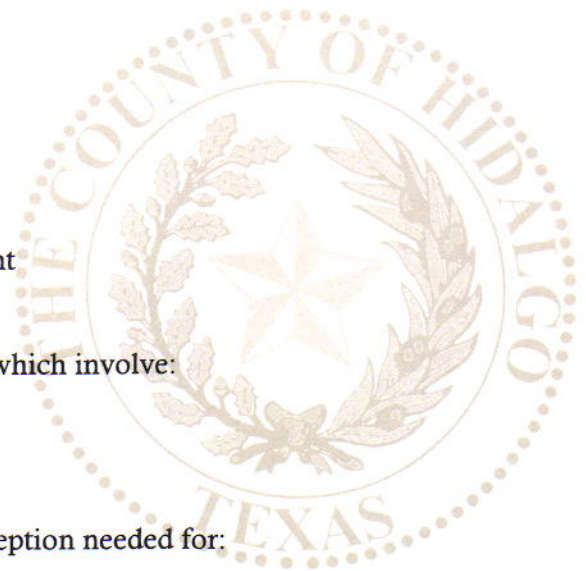 THE COUNTY OF HIDALGO
nt
which involve:
TEXAS
eption needed for: